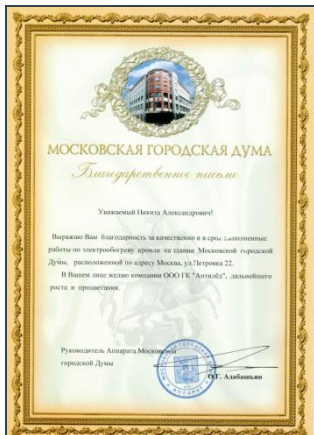 МОСКОВСКАЯ ГОРОДСКАЯ ДУМА
Благодарственное письмо
Уважаемый Никита Александрович!
Выражаю Вам благодарность за качественно и в срок выполненные
работы по электрообогреву кровли на здании Московской городской
Думы, расположенной по адресу Москва, ул.Петровка 22.
В Вашем лице желаю компании ООО ГК "Антилёд", дальнейшего
роста и процветания.
Руководитель Аппарата Московской
городской Думы
О.Г. Адабашьян